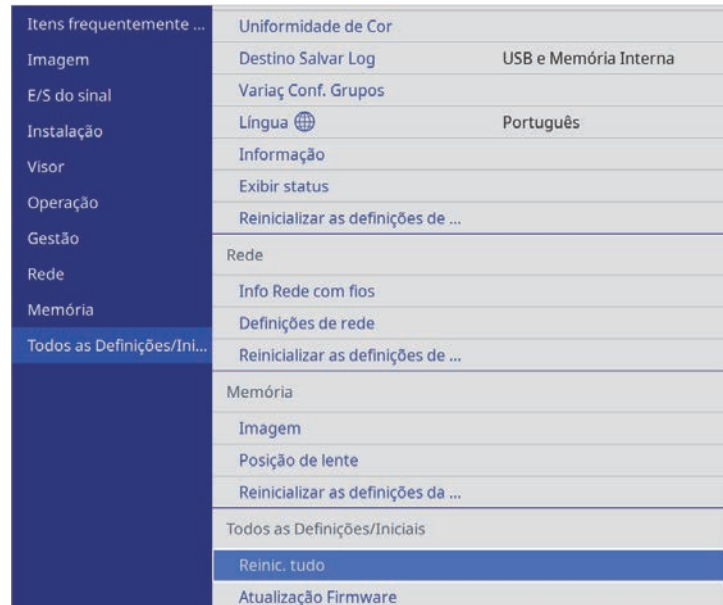 Itens frequentemente ...
Imagem
E/S do sinal
Instalação
Visor
Operação
Gestão
Rede
Memória
Todos as Definições/Ini...
Uniformidade de Cor
Destino Salvar Log USB e Memória Interna
Variaç Conf. Grupos
Língua Português
Informação
Exibir status
Reinicializar as definições de ...
Rede
Info Rede com fios
Definições de rede
Reinicializar as definições de ...
Memória
Imagem
Posição de lente
Reinicializar as definições da ...
Todos as Definições/Iniciais
Reinic. tudo
Atualização Firmware